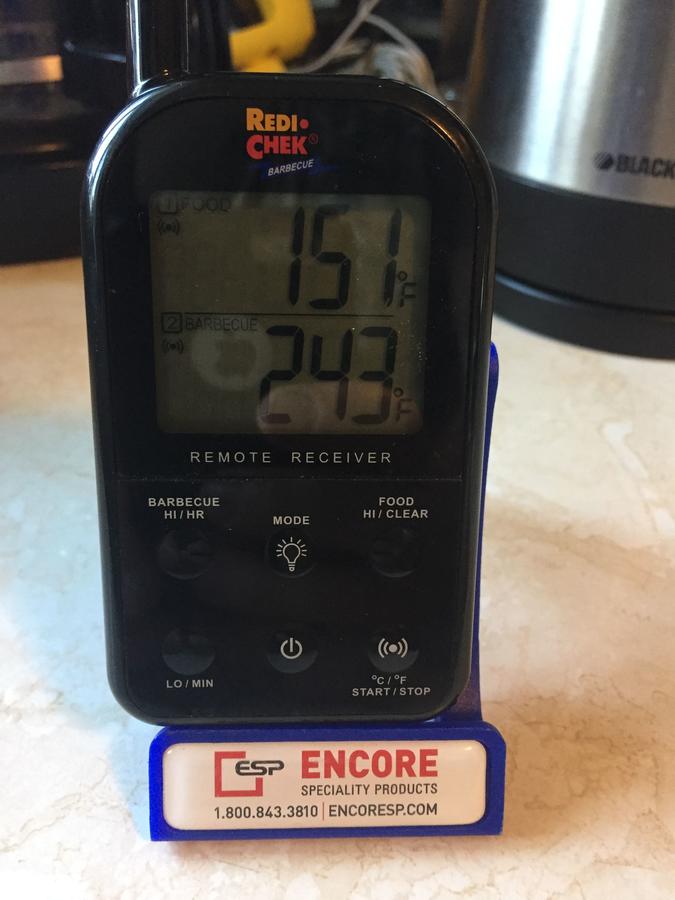 REDI
CHEK®
BARBECUE
1 FOOD
151°F
2 BARBECUE
243°F
REMOTE RECEIVER
BARBECUE
HI/HR
MODE
FOOD
HI/CLEAR
LO/MIN
°C/°F
START/STOP
ESP ENCORE
SPECIALITY PRODUCTS
1.800.843.3810 | ENCORESP.COM
BLACK